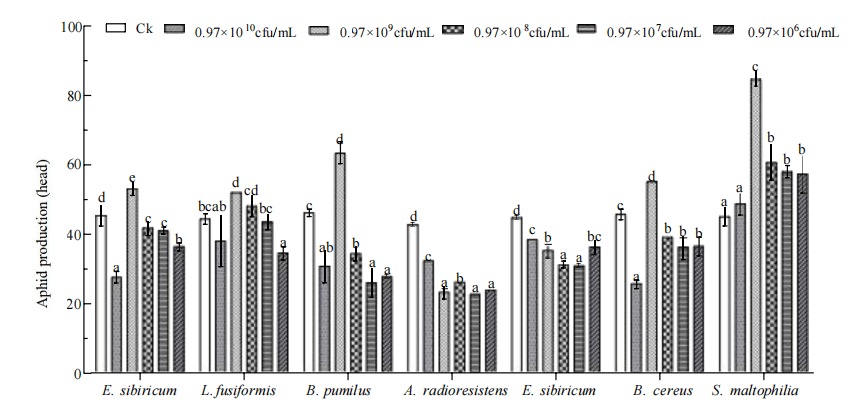 100
Ck 0.97×10¹⁰cfu/mL 0.97×10⁹cfu/mL 0.97×10⁸cfu/mL 0.97×10⁷cfu/mL 0.97×10⁶cfu/mL
80
60
40
20
0
Aphid production (head)
d a e c c b
bc ab d cd bc a
c ab d b a a
d c a b a a
d c b a a bc
c a d b b b
a a c b b b
E. sibiricum L.fusiformis B. pumilus A. radioresistens E. sibiricum B. cereus S. maltophilia